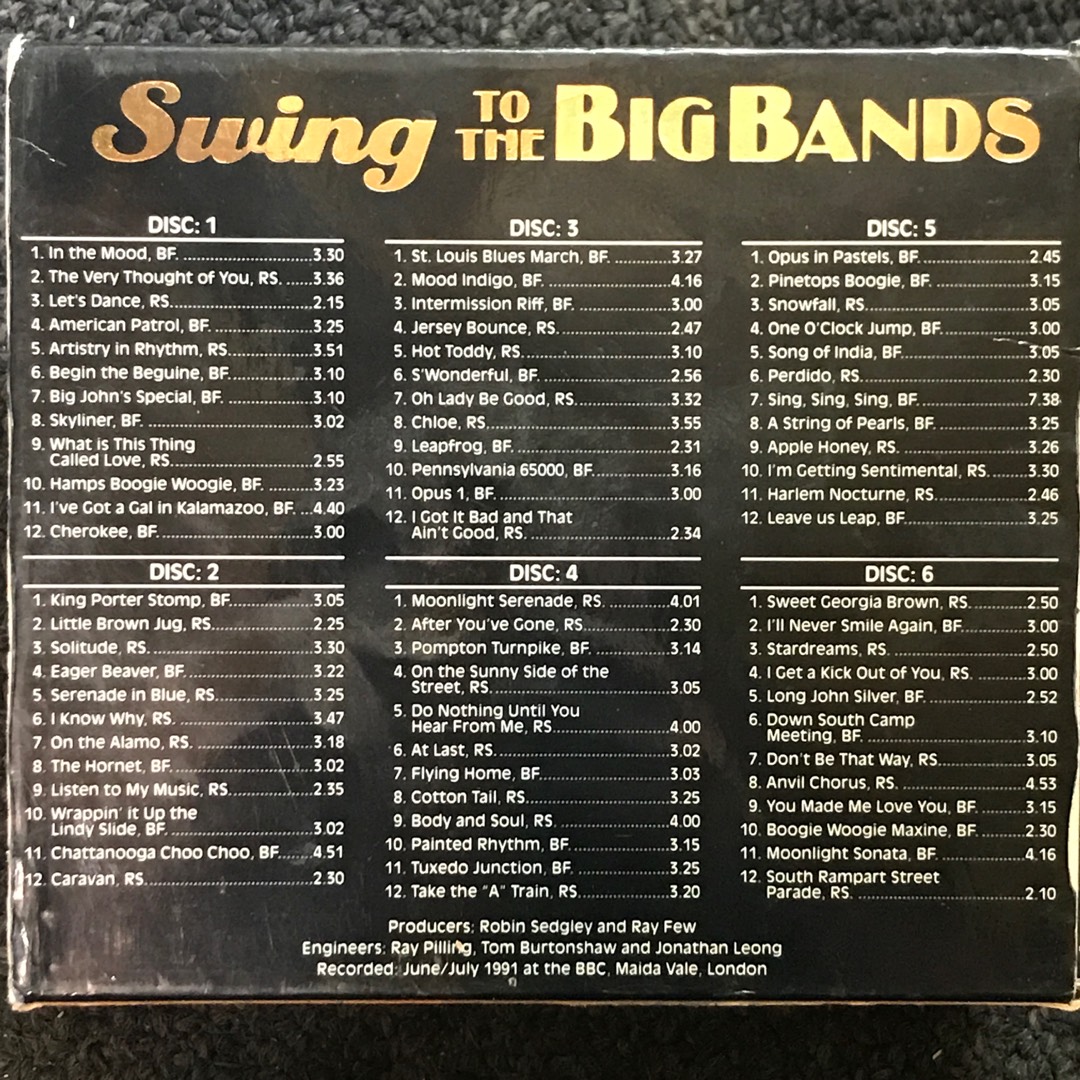 Swing TO THE BIG BANDS
DISC: 1
1. In the Mood, BF. ............................3.30
2. The Very Thought of You, RS. ......3.36
3. Let's Dance, RS...............................2.15
4. American Patrol, BF. .....................3.25
5. Artistry in Rhythm, RS..................3.51
6. Begin the Beguine, BF..................3.10
7. Big John's Special, BF. ..................3.10
8. Skyliner, BF. ...................................3.02
9. What is This Thing
Called Love, RS..............................2.55
10. Hamps Boogie Woogie, BF. ..........3.23
11. I've Got a Gal in Kalamazoo, BF. ...4.40
12. Cherokee, BF.................................3.00
DISC: 2
1. King Porter Stomp, BF..................3.05
2. Little Brown Jug, RS.....................2.25
3. Solitude, RS. ..................................3.30
4. Eager Beaver, BF. ..........................3.22
5. Serenade in Blue, RS.....................3.25
6. I Know Why, RS. ............................3.47
7. On the Alamo, RS. ........................3.18
8. The Hornet, BF..............................3.02
9. Listen to My Music, RS..................2.35
10. Wrappin' it Up the
Lindy Slide, BF. ..............................3.02
11. Chattanooga Choo Choo, BF.......4.51
12. Caravan, RS...................................2.30
DISC: 3
1. St. Louis Blues March, BF. ............3.27
2. Mood Indigo, BF. ..........................4.16
3. Intermission Riff, BF. ....................3.00
4. Jersey Bounce, RS........................2.47
5. Hot Toddy, RS...............................3.10
6. S'Wonderful, BF............................2.56
7. Oh Lady Be Good, RS...................3.32
8. Chloe, RS......................................3.55
9. Leapfrog, BF. ................................2.31
10. Pennsylvania 65000, BF................3.16
11. Opus 1, BF. ...................................3.00
12. I Got It Bad and That
Ain't Good, RS. .............................2.34
DISC: 4
1. Moonlight Serenade, RS. .............4.01
2. After You've Gone, RS. .................2.30
3. Pompton Turnpike, BF. ................3.14
4. On the Sunny Side of the
Street, RS.......................................3.05
5. Do Nothing Until You
Hear From Me, RS.........................4.00
6. At Last, RS.....................................3.02
7. Flying Home, BF...........................3.03
8. Cotton Tail, RS..............................3.25
9. Body and Soul, RS. .......................4.00
10. Painted Rhythm, BF......................3.15
11. Tuxedo Junction, BF.....................3.25
12. Take the "A" Train, RS...................3.20
DISC: 5
1. Opus in Pastels, BF........................2.45
2. Pinetops Boogie, BF. ....................3.15
3. Snowfall, RS. .................................3.05
4. One O'Clock Jump, BF..................3.00
5. Song of India, BF...........................3.05
6. Perdido, RS....................................2.30
7. Sing, Sing, Sing, BF. ......................7.38
8. A String of Pearls, BF. ...................3.25
9. Apple Honey, RS. ..........................3.26
10. I'm Getting Sentimental, RS.........3.30
11. Harlem Nocturne, RS....................2.46
12. Leave us Leap, BF.........................3.25
DISC: 6
1. Sweet Georgia Brown, RS.............2.50
2. I'll Never Smile Again, BF..............3.00
3. Stardreams, RS. ............................2.50
4. I Get a Kick Out of You, RS. .........3.00
5. Long John Silver, BF. ....................2.52
6. Down South Camp
Meeting, BF. ..................................3.10
7. Don't Be That Way, RS..................3.05
8. Anvil Chorus, RS. ..........................4.53
9. You Made Me Love You, BF. ........3.15
10. Boogie Woogie Maxine, BF. ........2.30
11. Moonlight Sonata, BF. ..................4.16
12. South Rampart Street
Parade, RS. ....................................2.10
Producers: Robin Sedgley and Ray Few
Engineers: Ray Pilling, Tom Burtonshaw and Jonathan Leong
Recorded: June/July 1991 at the BBC, Maida Vale, London